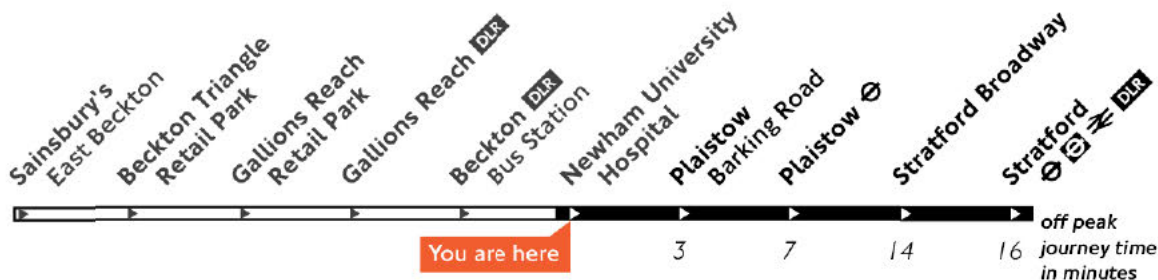 Sainsbury's
East Beckton
Beckton Triangle
Retail Park
Gallions Reach
Retail Park
Gallions Reach DLR
Beckton DLR
Bus Station
Newham University
Hospital
Plaistow
Barking Road
Plaistow
Stratford Broadway
Stratford
DLR
You are here
3
7
14
16
off peak
journey time
in minutes